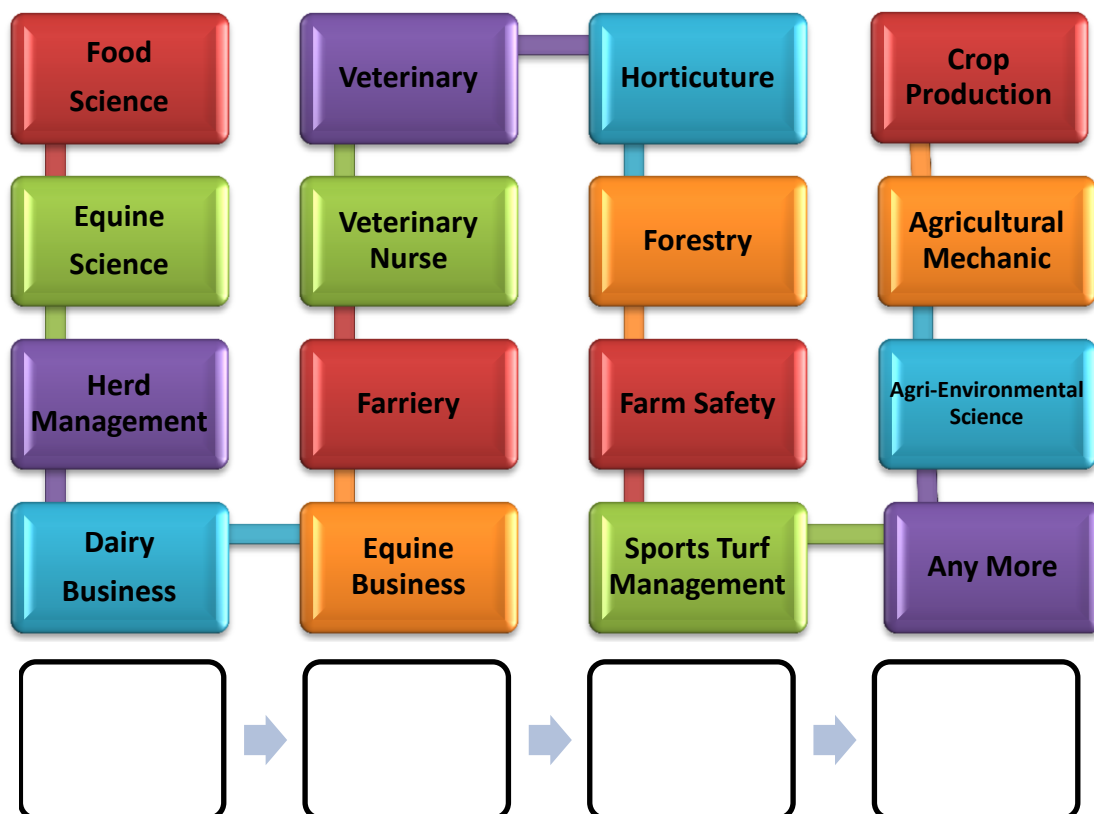 Food
Science
Equine
Science
Herd
Management
Dairy
Business
Equine
Business
Farriery
Veterinary
Nurse
Veterinary
Horticuture
Forestry
Farm Safety
Sports Turf
Management
Any More
Agri-Environmental
Science
Agricultural
Mechanic
Crop
Production